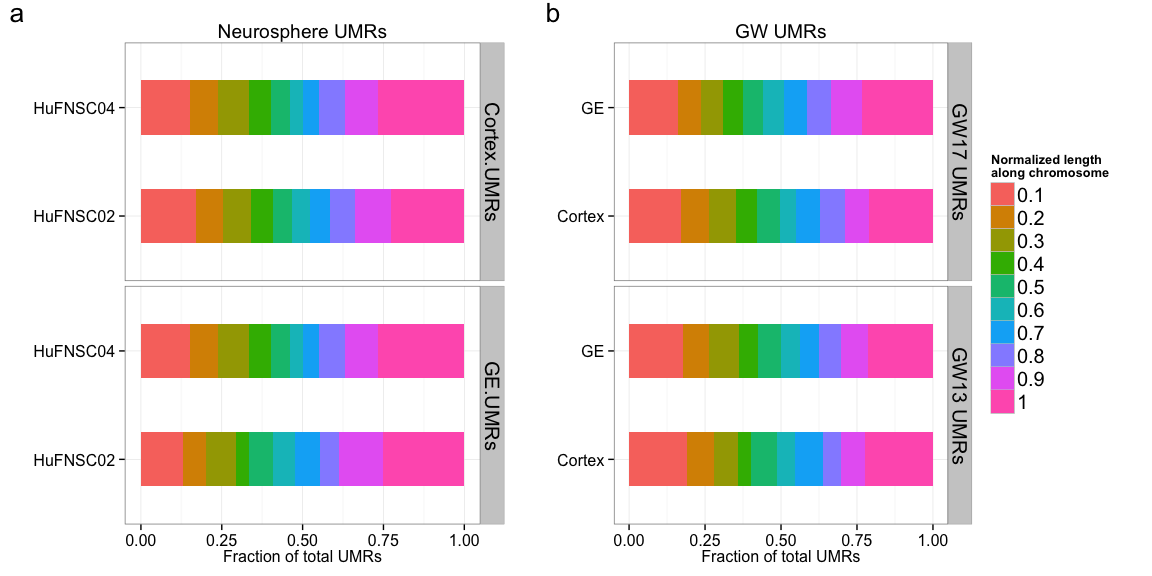 a
Neurosphere UMRs
HuFNSC04
HuFNSC02
Cortex.UMRs
HuFNSC04
HuFNSC02
GE.UMRs
0.00 0.25 0.50 0.75 1.00
Fraction of total UMRs
b
GW UMRs
GE
Cortex
GW17 UMRs
GE
Cortex
GW13 UMRs
0.00 0.25 0.50 0.75 1.00
Fraction of total UMRs
Normalized length
along chromosome
0.1
0.2
0.3
0.4
0.5
0.6
0.7
0.8
0.9
1